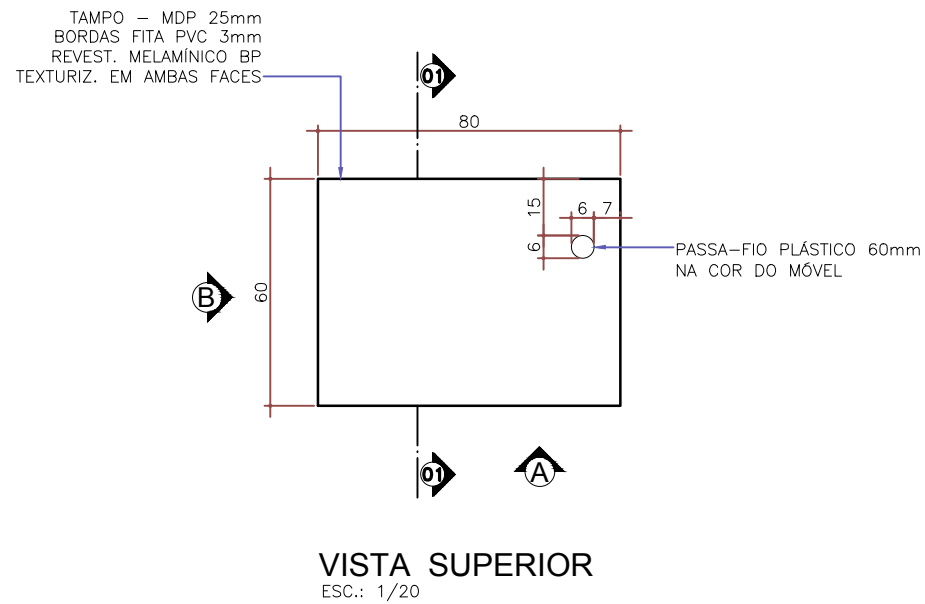 TAMPO – MDP 25mm
BORDAS FITA PVC 3mm
REVEST. MELAMÍNICO BP
TEXTURIZ. EM AMBAS FACES
01
80
15
6 7
6
PASSA–FIO PLÁSTICO 60mm
NA COR DO MÓVEL
B
60
01
A
VISTA SUPERIOR
ESC.: 1/20